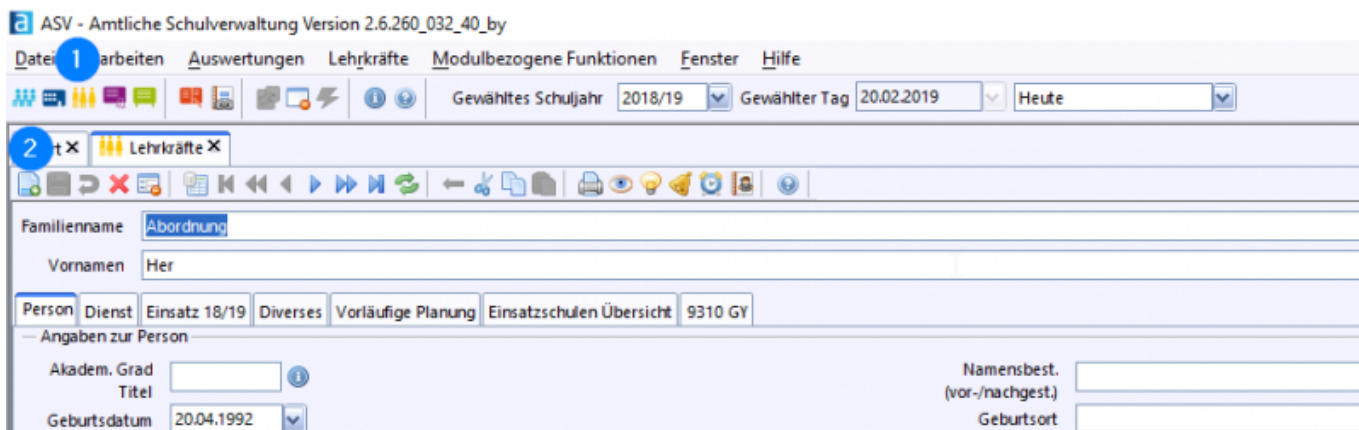 ASV - Amtliche Schulverwaltung Version 2.6.260_032_40_by
Datei 1 arbeiten Auswertungen Lehrkräfte Modulbezogene Funktionen Fenster Hilfe
Gewähltes Schuljahr 2018/19 Gewählter Tag 20.02.2019 Heute
2 t Lehrkräfte
Familienname Abordnung
Vornamen Her
Person Dienst Einsatz 18/19 Diverses Vorläufige Planung Einsatzschulen Übersicht 9310 GY
Angaben zur Person
Akadem. Grad Namensbest.
Titel (vor-/nachgest.)
Geburtsdatum 20.04.1992 Geburtsort